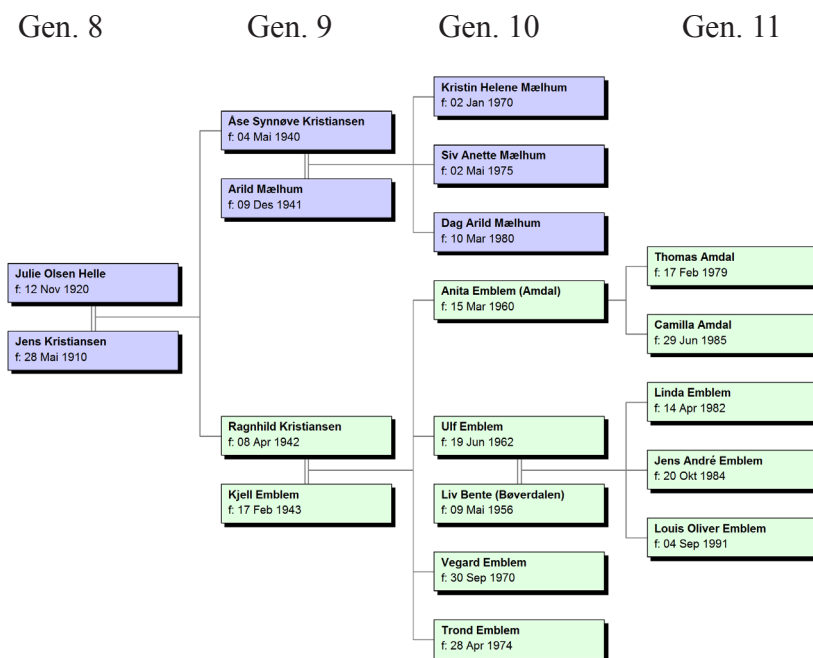 Gen. 8
Gen. 9
Gen. 10
Gen. 11
Kristin Helene Mælhum
f: 02 Jan 1970
Åse Synnøve Kristiansen
f: 04 Mai 1940
Siv Anette Mælhum
f: 02 Mai 1975
Arild Mælhum
f: 09 Des 1941
Dag Arild Mælhum
f: 10 Mar 1980
Thomas Amdal
f: 17 Feb 1979
Julie Olsen Helle
f: 12 Nov 1920
Anita Emblem (Amdal)
f: 15 Mar 1960
Camilla Amdal
f: 29 Jun 1985
Jens Kristiansen
f: 28 Mai 1910
Linda Emblem
f: 14 Apr 1982
Ragnhild Kristiansen
f: 08 Apr 1942
Ulf Emblem
f: 19 Jun 1962
Jens André Emblem
f: 20 Okt 1984
Kjell Emblem
f: 17 Feb 1943
Liv Bente (Bøverdalen)
f: 09 Mai 1956
Louis Oliver Emblem
f: 04 Sep 1991
Vegard Emblem
f: 30 Sep 1970
Trond Emblem
f: 28 Apr 1974